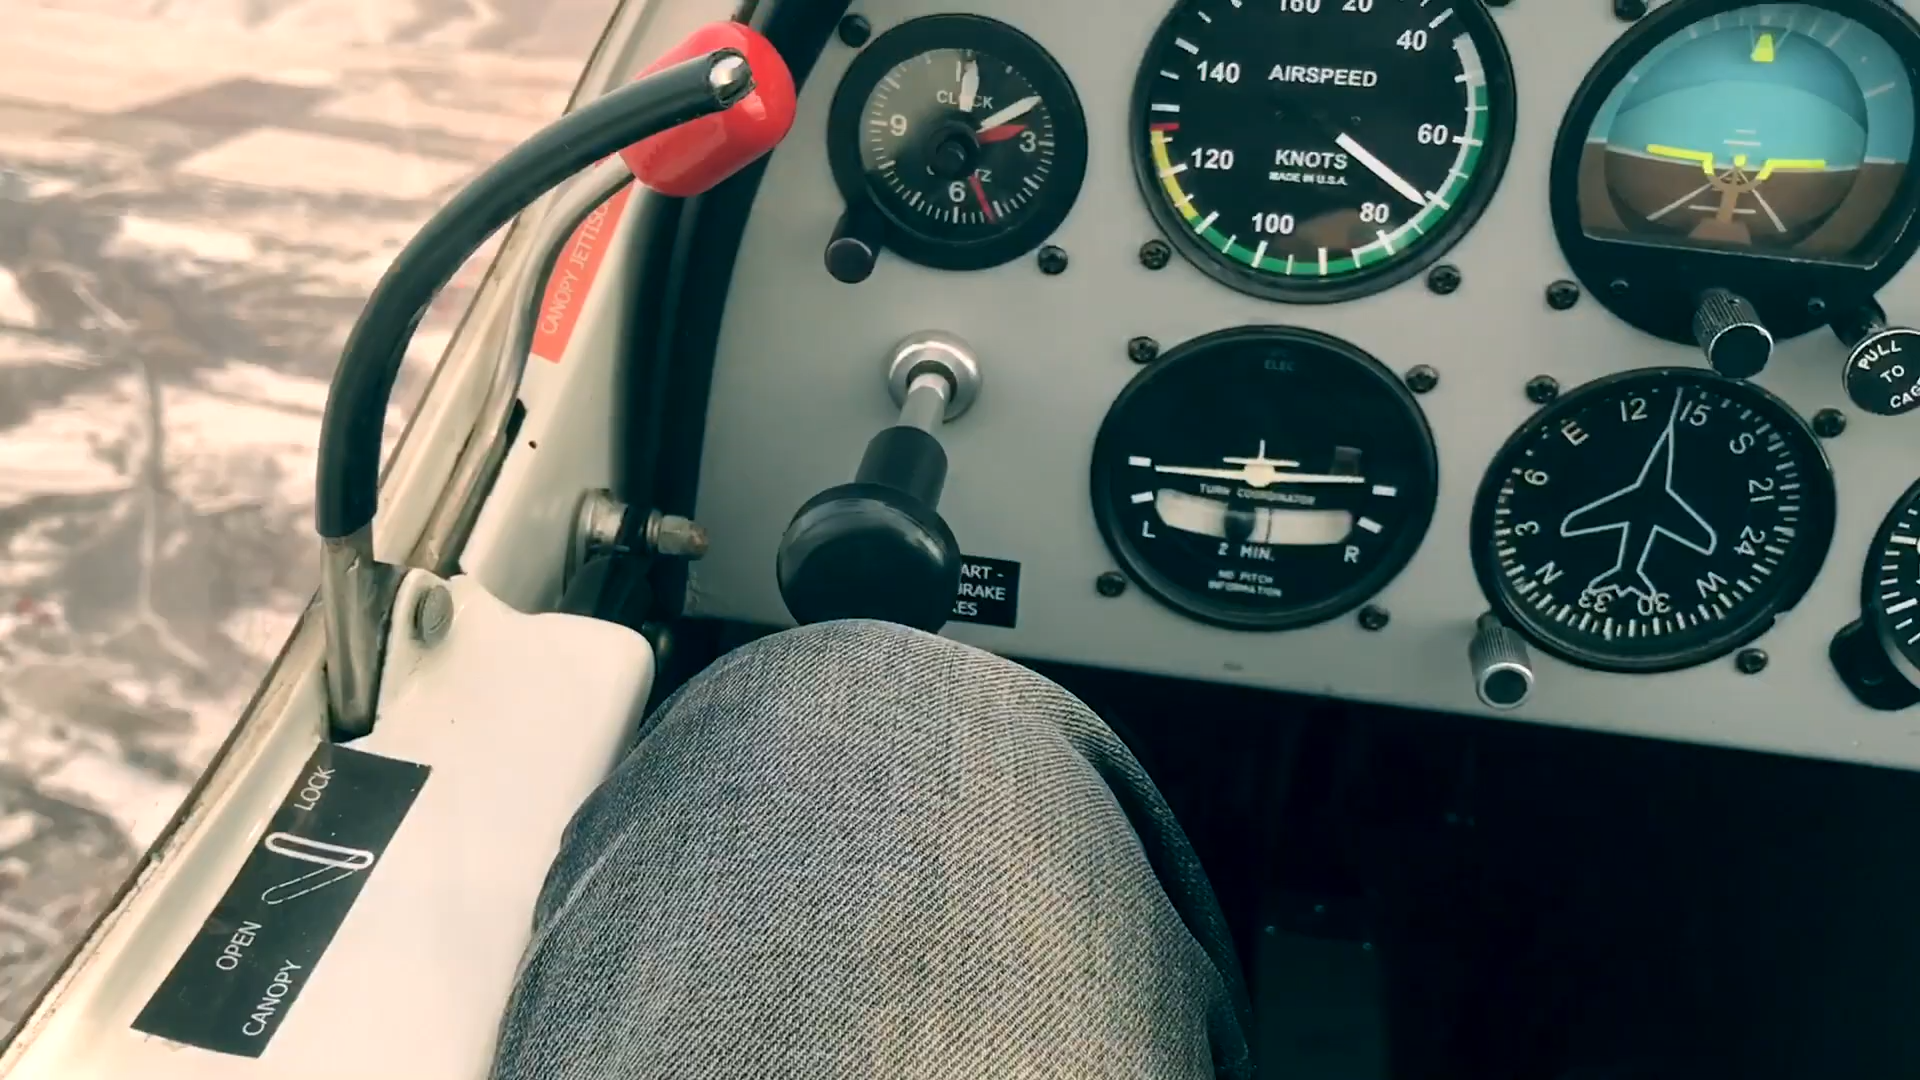 CLOCK
9
3
6
160 20
40
140 AIRSPEED
60
120 KNOTS
MADE IN U.S.A.
80
100
CANOPY
PULL
TO
ELEC
TURN COORDINATOR
L R
2 MIN.
NO PITCH
INFORMATION
12 15
E S
6 21
3 24
N W
33 30
LOCK
OPEN
CANOPY